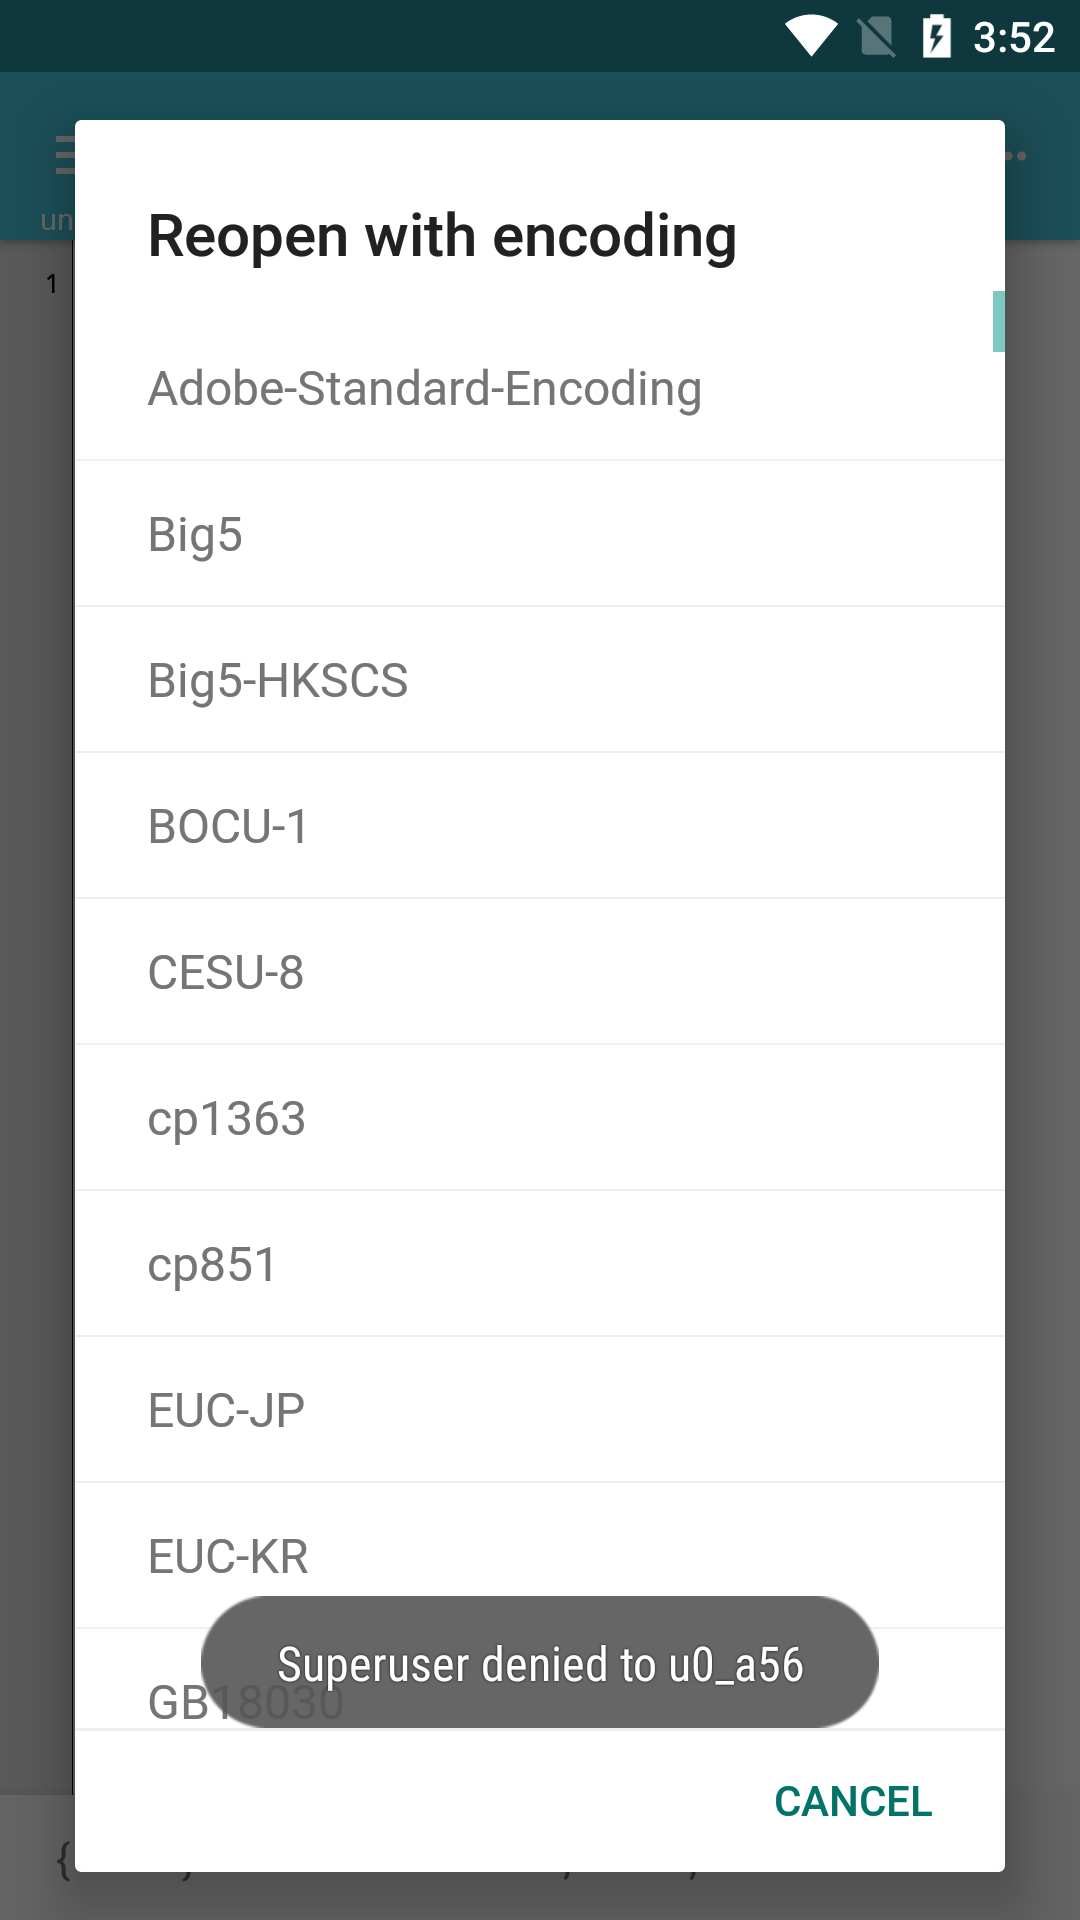 3:52
un
1
Reopen with encoding
Adobe-Standard-Encoding
Big5
Big5-HKSCS
BOCU-1
CESU-8
cp1363
cp851
EUC-JP
EUC-KR
GB18030
Superuser denied to u0_a56
CANCEL
{